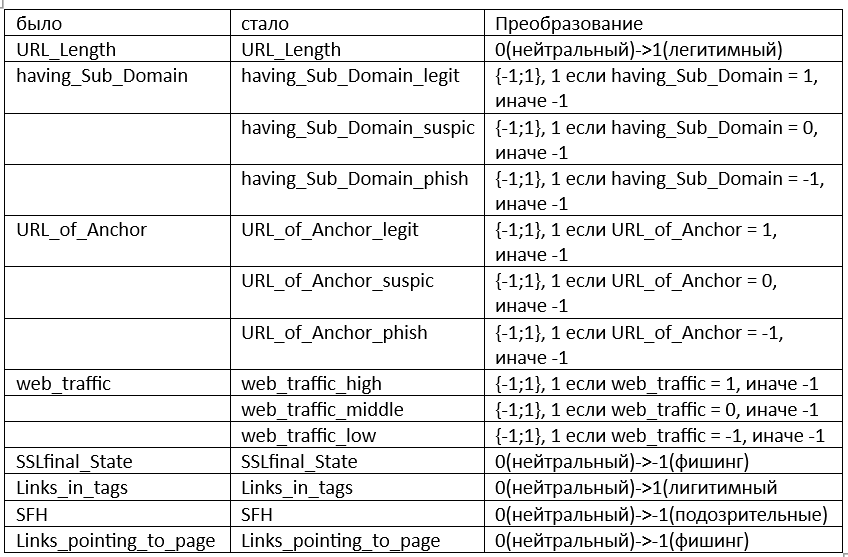 было стало Преобразование
URL_Length URL_Length 0(нейтральный)->1(легитимный)
having_Sub_Domain having_Sub_Domain_legit {-1;1}, 1 если having_Sub_Domain = 1,
иначе -1
having_Sub_Domain_suspic {-1;1}, 1 если having_Sub_Domain = 0,
иначе -1
having_Sub_Domain_phish {-1;1}, 1 если having_Sub_Domain = -1,
иначе -1
URL_of_Anchor URL_of_Anchor_legit {-1;1}, 1 если URL_of_Anchor = 1,
иначе -1
URL_of_Anchor_suspic {-1;1}, 1 если URL_of_Anchor = 0,
иначе -1
URL_of_Anchor_phish {-1;1}, 1 если URL_of_Anchor = -1,
иначе -1
web_traffic web_traffic_high {-1;1}, 1 если web_traffic = 1, иначе -1
web_traffic_middle {-1;1}, 1 если web_traffic = 0, иначе -1
web_traffic_low {-1;1}, 1 если web_traffic = -1, иначе -1
SSLfinal_State SSLfinal_State 0(нейтральный)->-1(фишинг)
Links_in_tags Links_in_tags 0(нейтральный)->1(лигитимный
SFH SFH 0(нейтральный)->-1(подозрительные)
Links_pointing_to_page Links_pointing_to_page 0(нейтральный)->-1(фишинг)